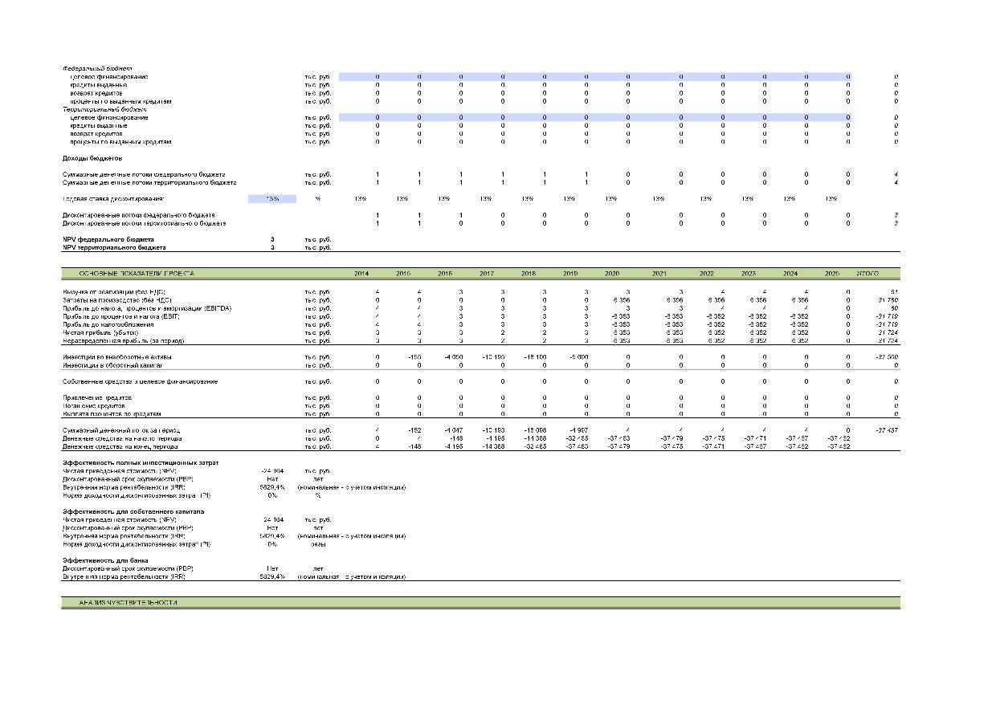 Федеральный бюджет
целевое финансирование тыс. руб. 0 0 0 0 0 0 0 0 0 0 0 0 0
кредиты выданные тыс. руб. 0 0 0 0 0 0 0 0 0 0 0 0 0
возврат кредитов тыс. руб. 0 0 0 0 0 0 0 0 0 0 0 0 0
проценты по выданным кредитам тыс. руб. 0 0 0 0 0 0 0 0 0 0 0 0 0
Территориальный бюджет
целевое финансирование тыс. руб. 0 0 0 0 0 0 0 0 0 0 0 0 0
кредиты выданные тыс. руб. 0 0 0 0 0 0 0 0 0 0 0 0 0
возврат кредитов тыс. руб. 0 0 0 0 0 0 0 0 0 0 0 0 0
проценты по выданным кредитам тыс. руб. 0 0 0 0 0 0 0 0 0 0 0 0 0
Доходы бюджетов
Суммарные денежные потоки федерального бюджета тыс. руб. 1 1 1 1 1 1 0 0 0 0 0 0 4
Суммарные денежные потоки территориального бюджета тыс. руб. 1 1 1 1 1 1 0 0 0 0 0 0 4
Годовая ставка дисконтирования: 13% % 13% 13% 13% 13% 13% 13% 13% 13% 13% 13% 13% 13%
Дисконтированные потоки федерального бюджета тыс. руб. 1 1 1 0 0 0 0 0 0 0 0 0 3
Дисконтированные потоки территориального бюджета тыс. руб. 1 1 0 0 0 0 0 0 0 0 0 0 3
NPV федерального бюджета 3 тыс. руб.
NPV территориального бюджета 3 тыс. руб.
ОСНОВНЫЕ ПОКАЗАТЕЛИ ПРОЕКТА 2014 2015 2016 2017 2018 2019 2020 2021 2022 2023 2024 2025 ИТОГО
Выручка от реализации (без НДС) тыс. руб. 4 4 3 3 3 3 3 3 4 4 4 0
Затраты на производство (без НДС) тыс. руб. 0 0 0 0 0 0 6 356 6 356 6 356 6 356 6 356 0 31 780
Прибыль до налога, процентов и амортизации (EBITDA) тыс. руб. 4 4 3 3 3 3 3 3 4 4 4 0
Прибыль до процентов и налога (EBIT) тыс. руб. 4 4 3 3 3 3 -6 353 -6 353 -6 352 -6 352 -6 352 0 -31 719
Прибыль до налогообложения тыс. руб. 4 4 3 3 3 3 -6 353 -6 353 -6 352 -6 352 -6 352 0 -31 719
Чистая прибыль (убыток) тыс. руб. 3 3 3 2 2 3 6 353 6 353 6 352 6 352 6 352 0 31 724
Нераспределенная прибыль (за период) тыс. руб. 3 3 3 2 2 3 -6 353 -6 353 -6 352 -6 352 -6 352 0 -31 724
Инвестиции во внеоборотные активы тыс. руб. 0 -155 -4 050 -10 195 -18 100 -5 000 0 0 0 0 0 0 -37 500
Инвестиции в оборотный капитал тыс. руб. 0 0 0 0 0 0 0 0 0 0 0 0 0
Собственные средства и целевое финансирование тыс. руб. 0 0 0 0 0 0 0 0 0 0 0 0 0
Привлечение кредитов тыс. руб. 0 0 0 0 0 0 0 0 0 0 0 0 0
Погашение кредитов тыс. руб. 0 0 0 0 0 0 0 0 0 0 0 0 0
Выплата процентов по кредитам тыс. руб. 0 0 0 0 0 0 0 0 0 0 0 0 0
Суммарный денежный поток за период тыс. руб. 4 -152 -4 047 -10 193 -18 098 -4 997 4 4 4 4 4 0
Денежные средства на начало периода тыс. руб. 0 4 -148 -4 195 -14 388 -32 485 -37 483 -37 479 -37 475 -37 471 -37 467 -37 462
Денежные средства на конец периода тыс. руб. 4 -148 -4 195 -14 388 -32 485 -37 483 -37 479 -37 475 -37 471 -37 467 -37 462 -37 462
Эффективность полных инвестиционных затрат
Чистая приведенная стоимость (NPV) -24 164 тыс. руб.
Дисконтированный срок окупаемости (PBP) Нет лет
Внутренняя норма рентабельности (IRR) 5829,4% (номинальная - с учетом инфляции)
Норма доходности дисконтированных затрат (PI) 0% %
Эффективность для собственного капитала
Чистая приведенная стоимость (NPV) 24 164 тыс. руб.
Дисконтированный срок окупаемости (PBP) Нет лет
Внутренняя норма рентабельности (IRR) 5829,4% (номинальная - с учетом инфляции)
Норма доходности дисконтированных затрат (PI) 0% разы
Эффективность для банка
Дисконтированный срок окупаемости (PBP) Нет лет
Внутренняя норма рентабельности (IRR) 5829,4% (номинальная - с учетом инфляции)
АНАЛИЗ ЧУВСТВИТЕЛЬНОСТИ